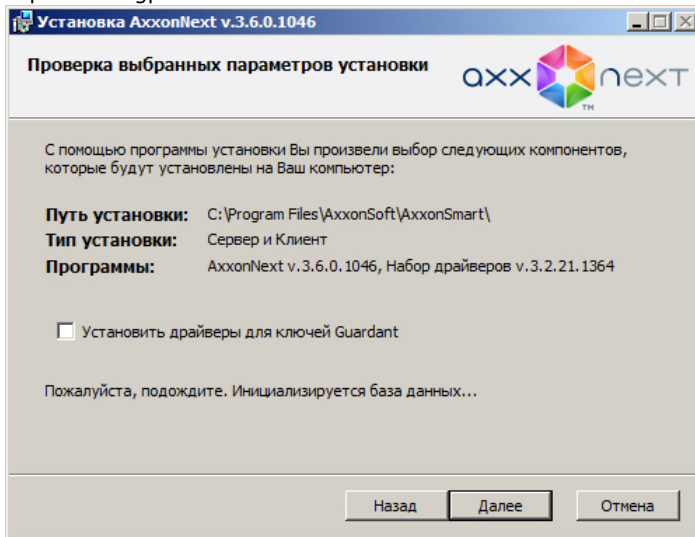 Установка AxxonNext v.3.6.0.1046
Проверка выбранных параметров установки
axxonnext
TM
С помощью программы установки Вы произвели выбор следующих компонентов,
которые будут установлены на Ваш компьютер:
Путь установки: C:\Program Files\AxxonSoft\AxxonSmart\
Тип установки: Сервер и Клиент
Программы: AxxonNext v.3.6.0.1046, Набор драйверов v.3.2.21.1364
Установить драйверы для ключей Guardant
Пожалуйста, подождите. Инициализируется база данных...
Назад Далее Отмена